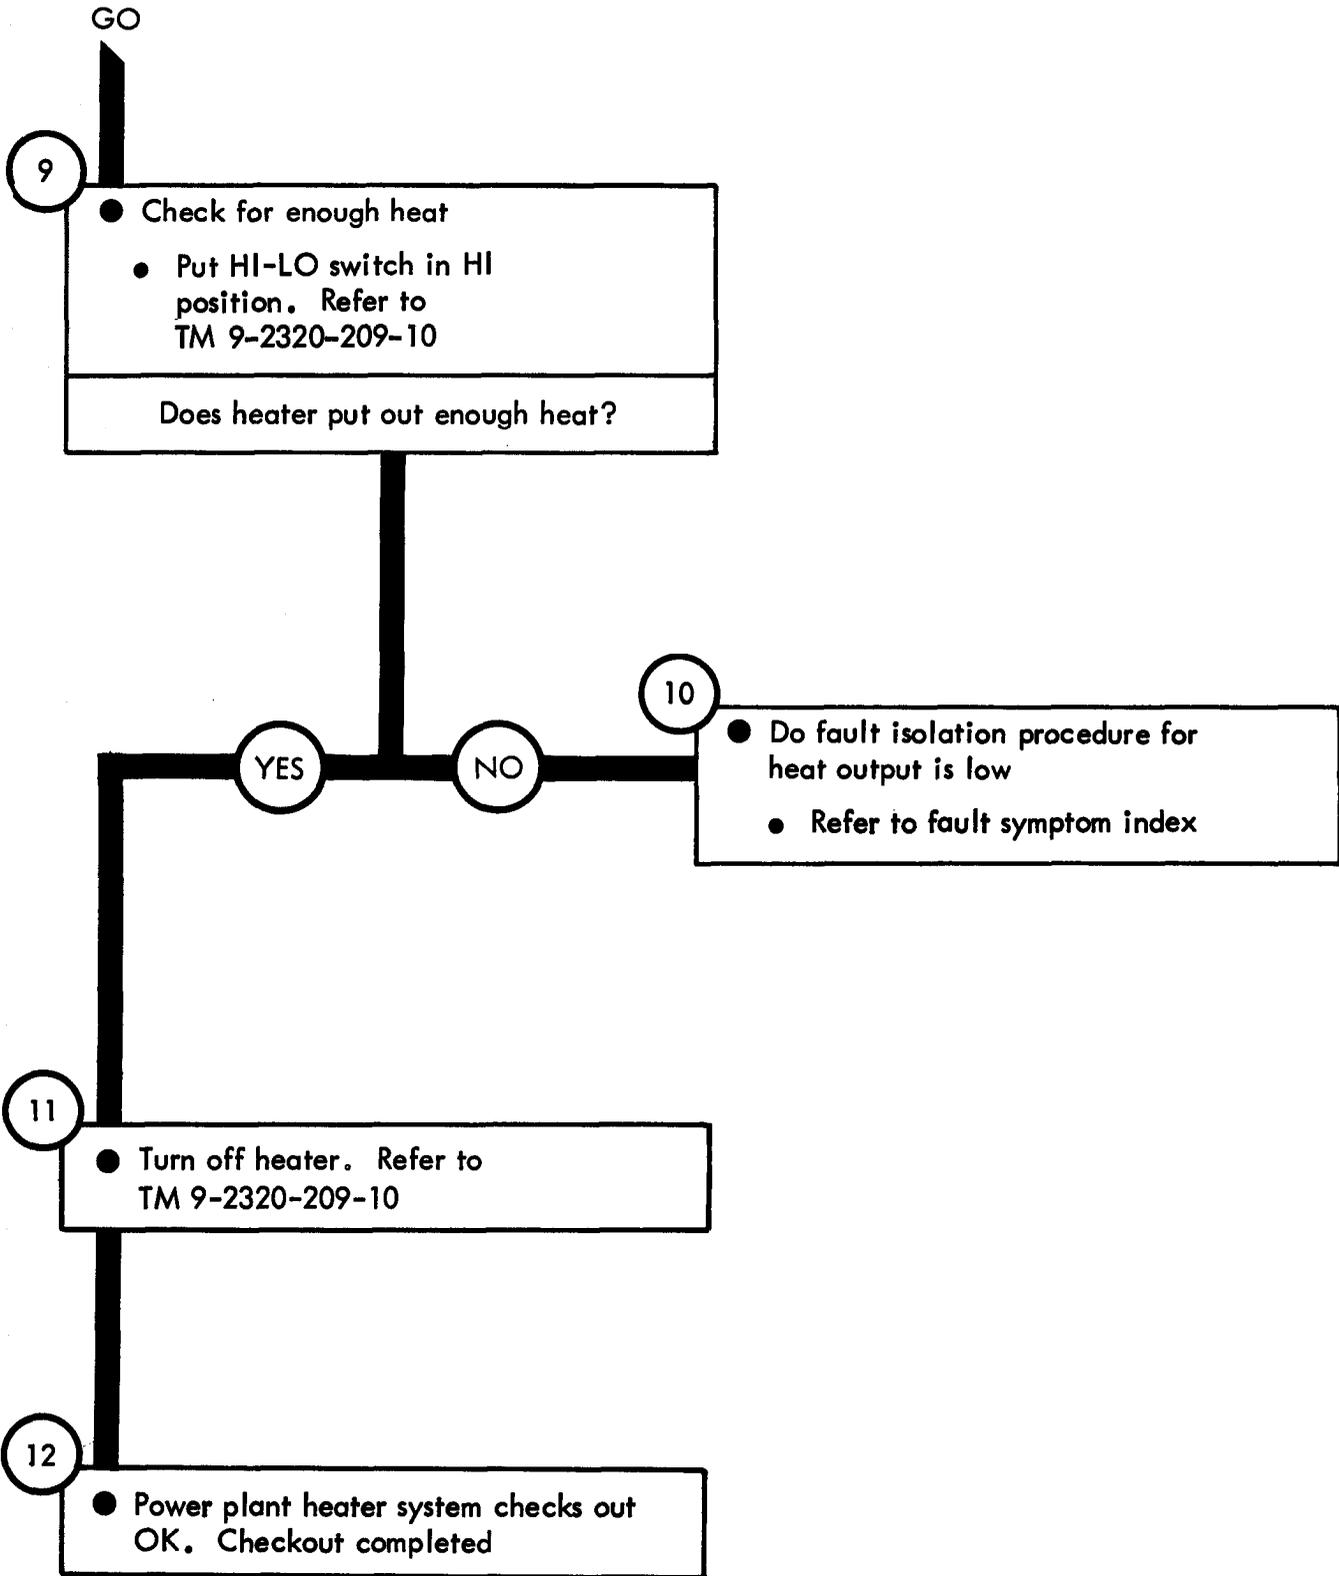 GO
9
● Check for enough heat
● Put HI-LO switch in HI
position. Refer to
TM 9-2320-209-10
Does heater put out enough heat?
YES
NO
10
● Do fault isolation procedure for
heat output is low
● Refer to fault symptom index
11
● Turn off heater. Refer to
TM 9-2320-209-10
12
● Power plant heater system checks out
OK. Checkout completed